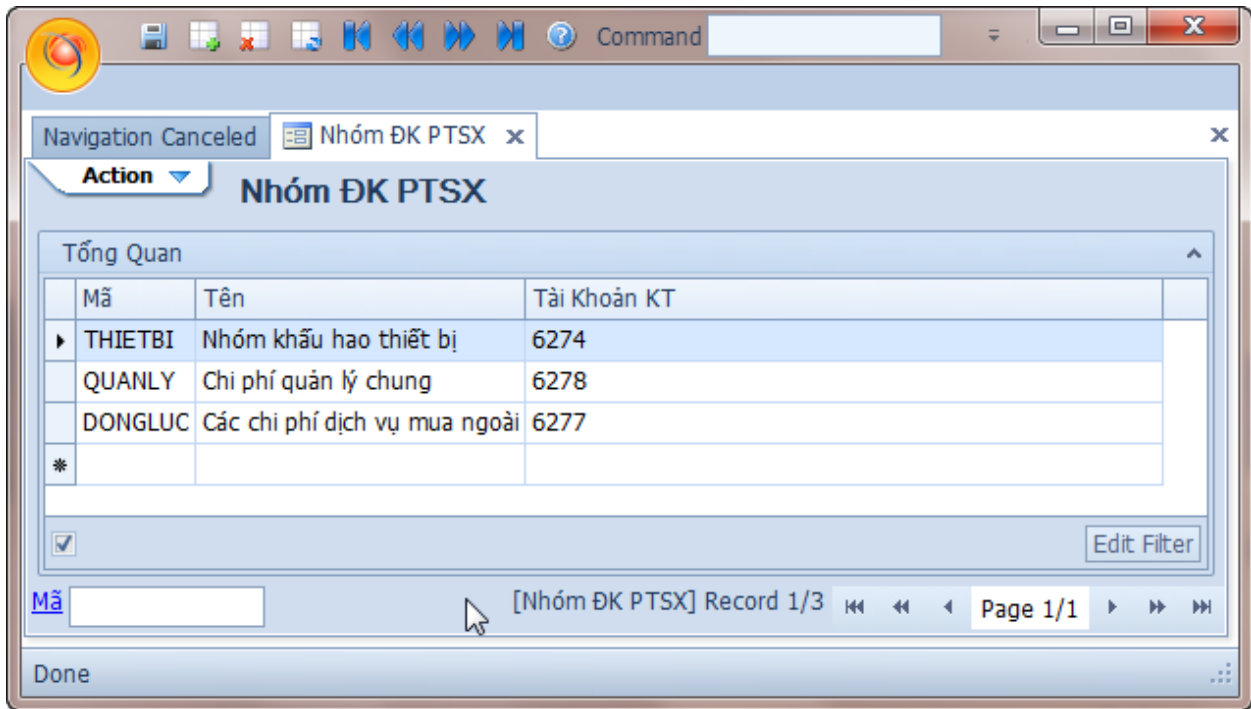 Command
Navigation Canceled Nhóm ĐK PTSX
Action
Nhóm ĐK PTSX
Tổng Quan
Mã Tên Tài Khoản KT
THIETBI Nhóm khấu hao thiết bị 6274
QUANLY Chi phí quản lý chung 6278
DONGLUC Các chi phí dịch vụ mua ngoài 6277
Edit Filter
Mã [Nhóm ĐK PTSX] Record 1/3 Page 1/1
Done